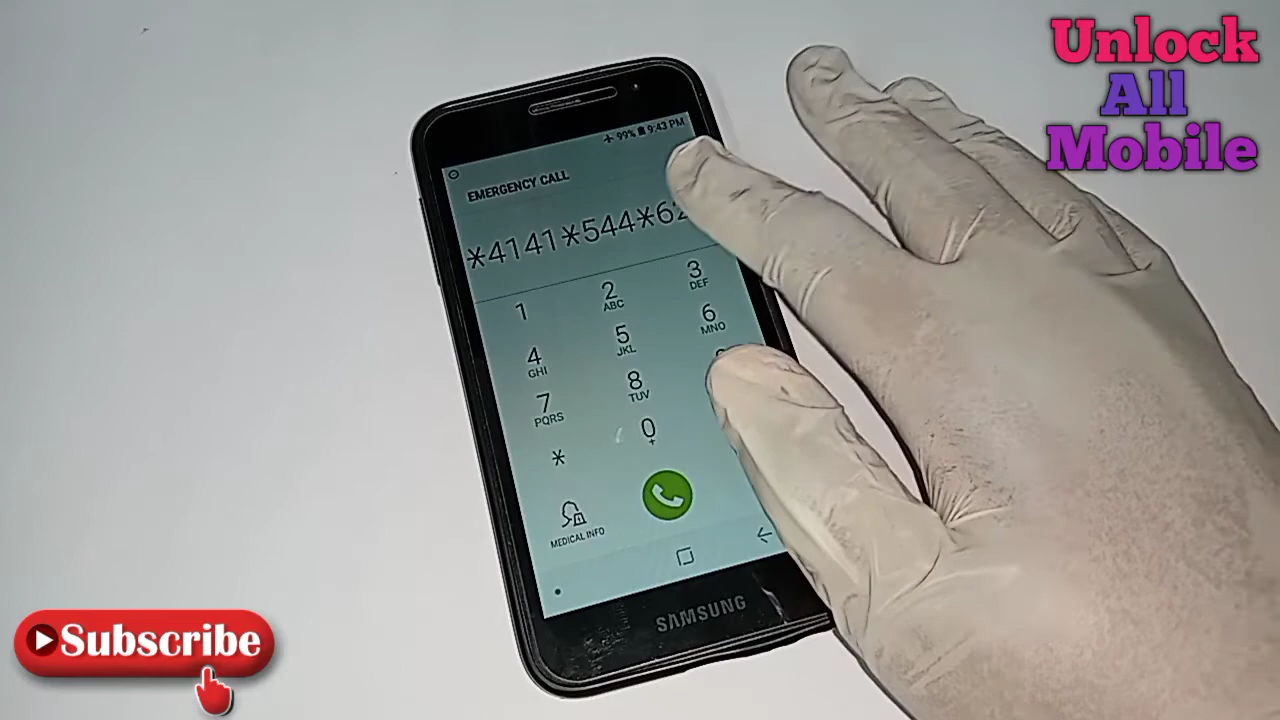 Unlock
All
Mobile
99% 9:43 PM
EMERGENCY CALL
*4141*544*62
1
2
ABC
3
DEF
4
GHI
5
JKL
6
MNO
7
PQRS
8
TUV
*
0
+
MEDICAL INFO
SAMSUNG
Subscribe